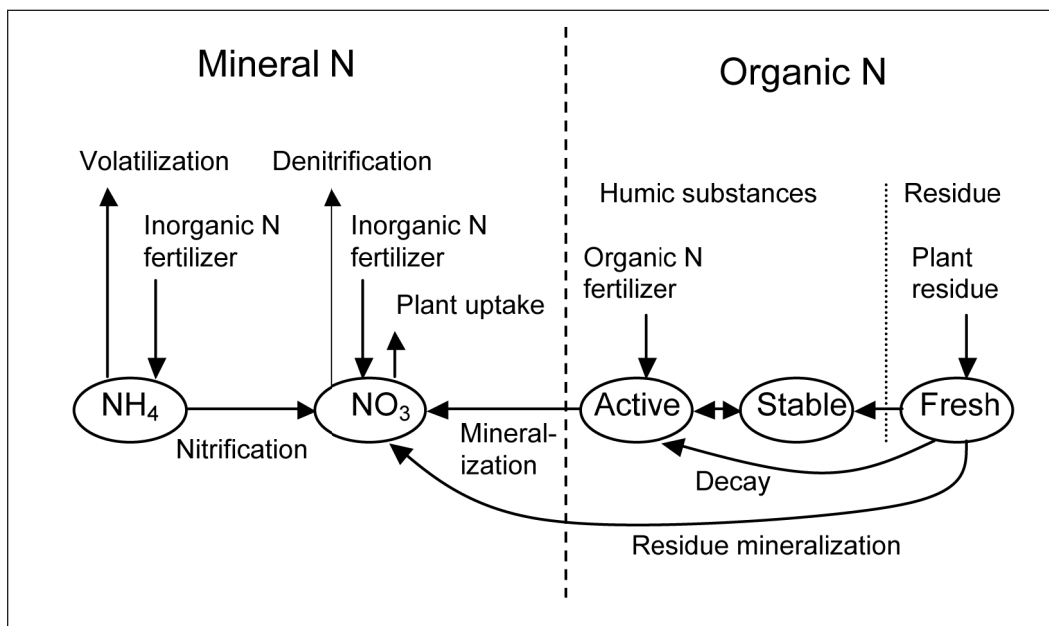 Mineral N
Organic N
Volatilization
Denitrification
Inorganic N
fertilizer
Inorganic N
fertilizer
Plant uptake
Humic substances
Residue
Organic N
fertilizer
Plant
residue
NH4
NO3
Active
Stable
Fresh
Nitrification
Mineral-
ization
Decay
Residue mineralization